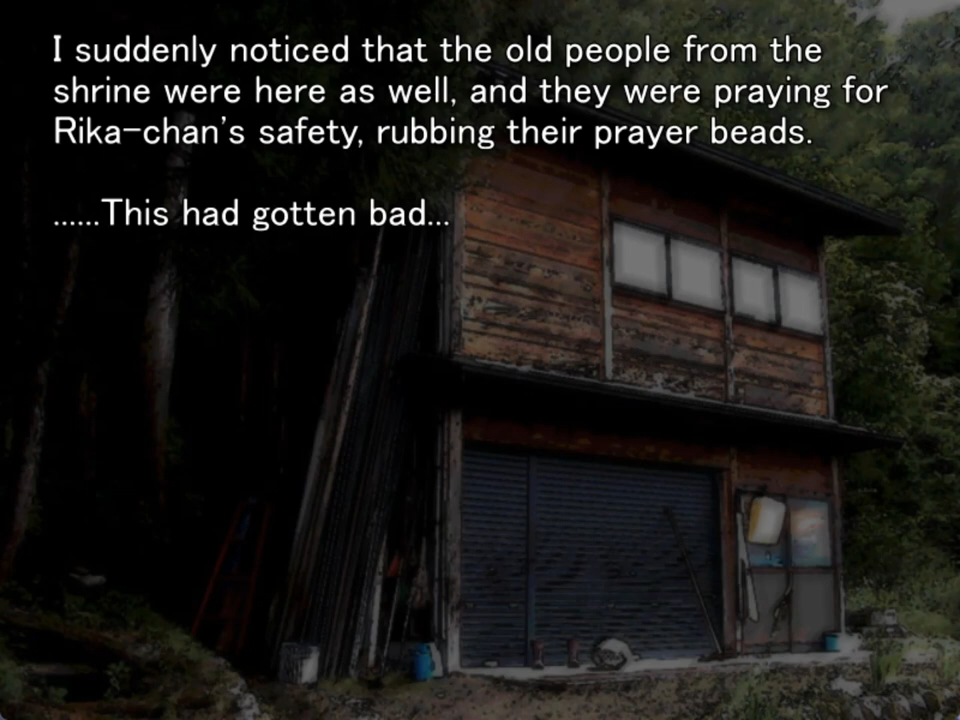 I suddenly noticed that the old people from the
shrine were here as well, and they were praying for
Rika-chan's safety, rubbing their prayer beads.
......This had gotten bad...